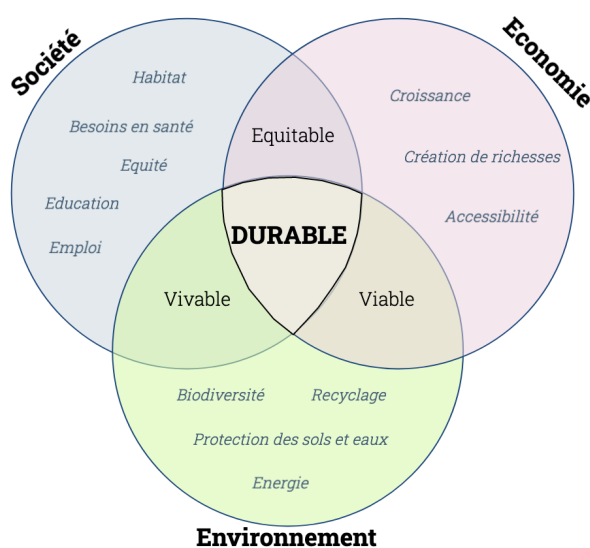 Société
Economie
Habitat
Croissance
Besoins en santé
Equitable
Equité
Création de richesses
Education
Accessibilité
DURABLE
Emploi
Vivable
Viable
Biodiversité
Recyclage
Protection des sols et eaux
Energie
Environnement